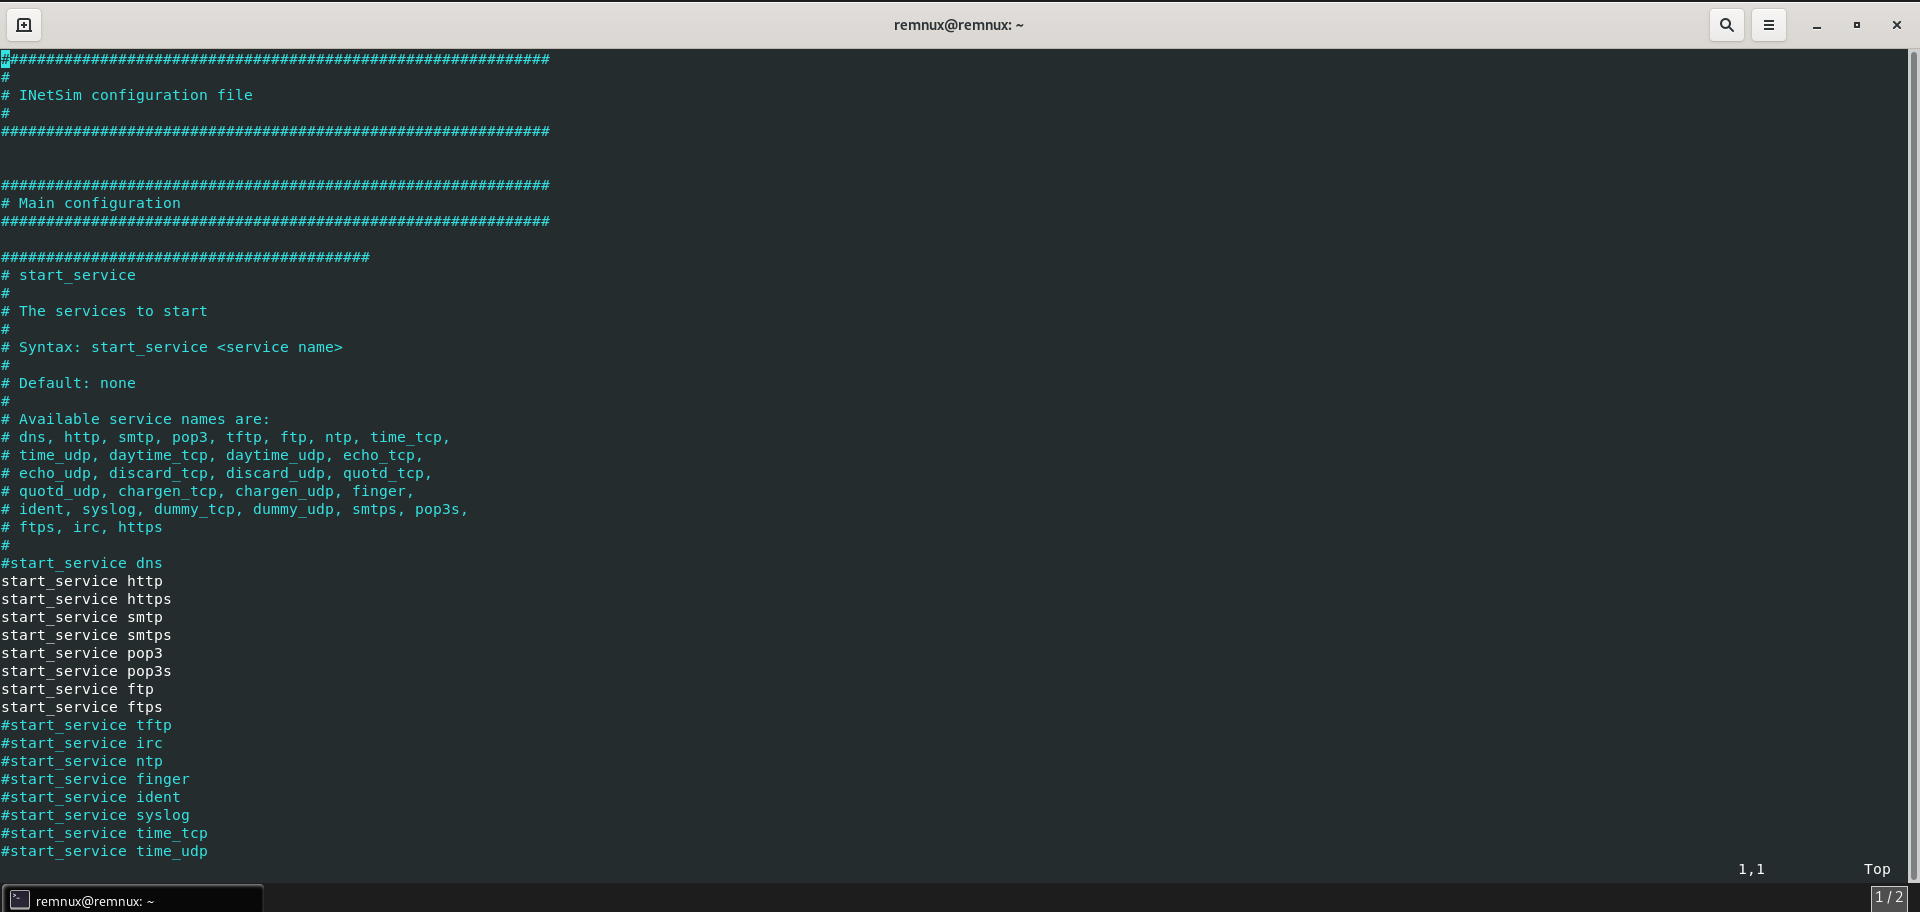 remnux@remnux: ~
#############################################################
#
# INetSim configuration file
#
#############################################################
#############################################################
# Main configuration
#############################################################
#########################################
# start_service
#
# The services to start
#
# Syntax: start_service <service name>
#
# Default: none
#
# Available service names are:
# dns, http, smtp, pop3, tftp, ftp, ntp, time_tcp,
# time_udp, daytime_tcp, daytime_udp, echo_tcp,
# echo_udp, discard_tcp, discard_udp, quotd_tcp,
# quotd_udp, chargen_tcp, chargen_udp, finger,
# ident, syslog, dummy_tcp, dummy_udp, smtps, pop3s,
# ftps, irc, https
#
#start_service dns
start_service http
start_service https
start_service smtp
start_service smtps
start_service pop3
start_service pop3s
start_service ftp
start_service ftps
#start_service tftp
#start_service irc
#start_service ntp
#start_service finger
#start_service ident
#start_service syslog
#start_service time_tcp
#start_service time_udp
1,1 Top
remnux@remnux: ~
1 / 2